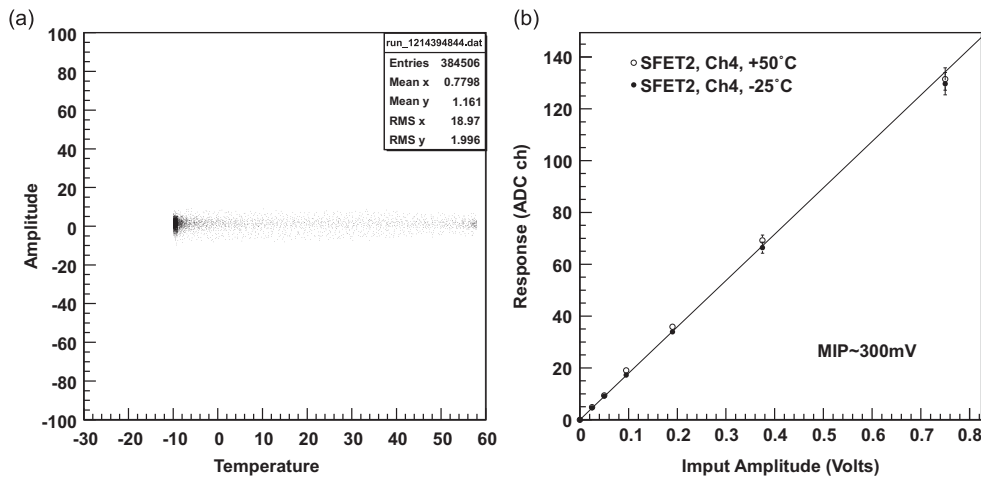 (a)
100
80
60
40
20
0
-20
-40
-60
-80
-100
Amplitude
-30 -20 -10 0 10 20 30 40 50 60
Temperature
run_1214394844.dat
Entries 384506
Mean x 0.7798
Mean y 1.161
RMS x 18.97
RMS y 1.996
(b)
140
120
100
80
60
40
20
0
Response (ADC ch)
0 0.1 0.2 0.3 0.4 0.5 0.6 0.7 0.8
Imput Amplitude (Volts)
SFET2, Ch4, +50°C
SFET2, Ch4, -25°C
MIP~300mV